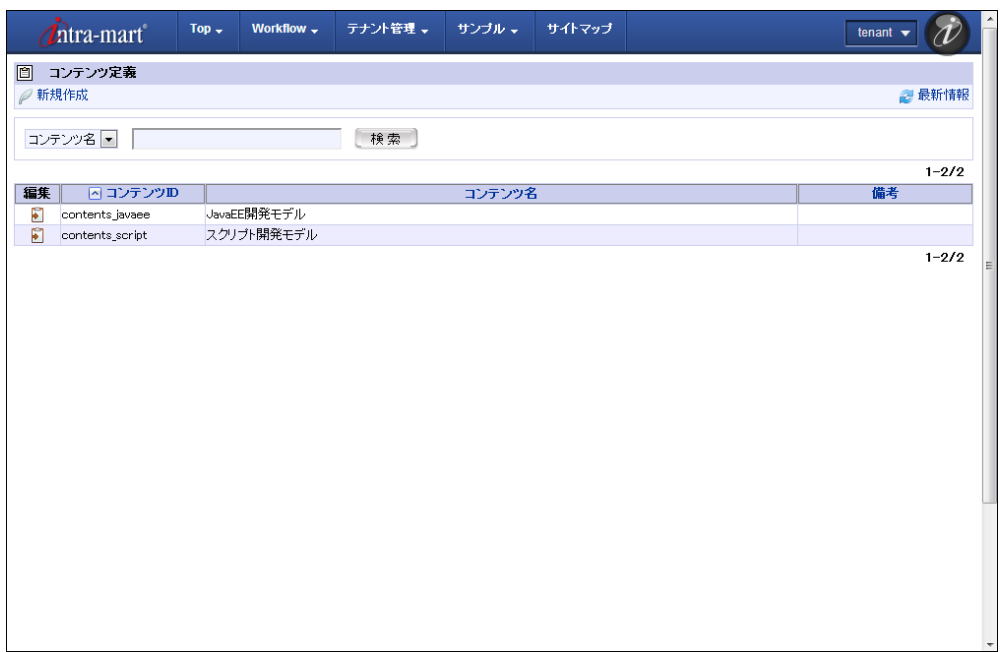 intra-mart® Top Workflow テナント管理 サンプル サイトマップ tenant
コンテンツ定義
新規作成 最新情報
コンテンツ名 検索
1-2/2
編集 コンテンツID コンテンツ名 備考
contents_javaee JavaEE開発モデル
contents_script スクリプト開発モデル
1-2/2